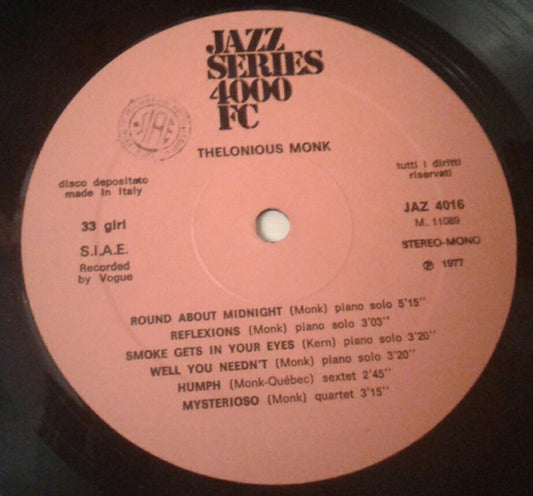 JAZZ
SERIES
4000
FC
THELONIOUS MONK
S.I.A.E.
disco depositato
made in Italy
33 giri
S.I.A.E.
Recorded
by Vogue
tutti i diritti
riservati
JAZ 4016
M. 11089
STEREO-MONO
℗ 1977
ROUND ABOUT MIDNIGHT (Monk) piano solo 5'15''
REFLEXIONS (Monk) piano solo 3'03''
SMOKE GETS IN YOUR EYES (Kern) piano solo 3'20''
WELL YOU NEEDN'T (Monk) piano solo 3'20''
HUMPH (Monk-Québec) sextet 2'45''
MYSTERIOSO (Monk) quartet 3'15''